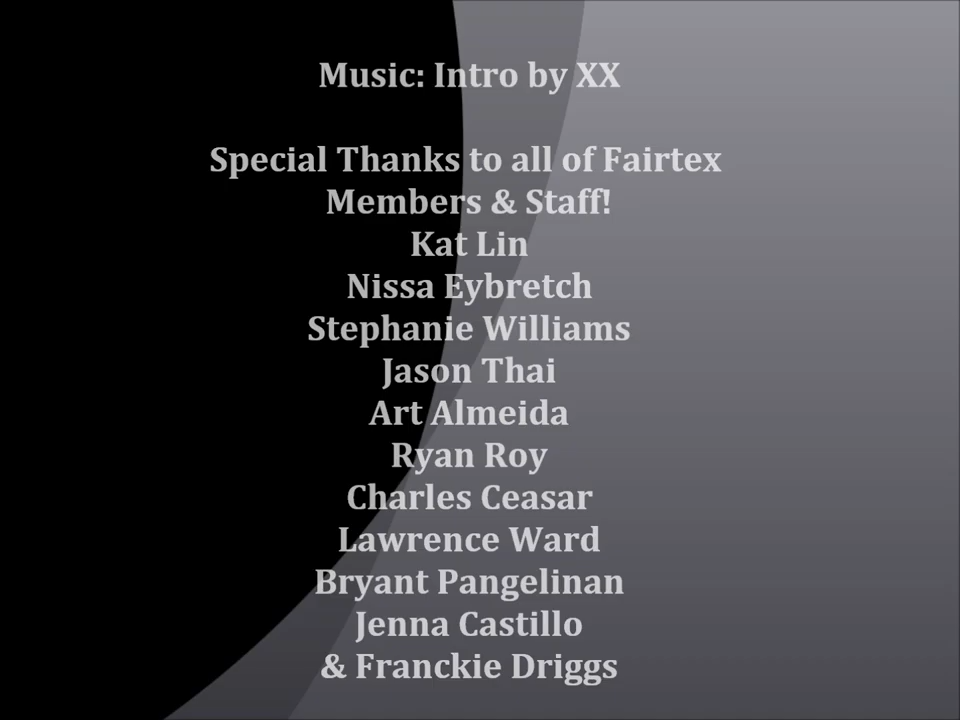 Music: Intro by XX
Special Thanks to all of Fairtex
Members & Staff!
Kat Lin
Nissa Eybretch
Stephanie Williams
Jason Thai
Art Almeida
Ryan Roy
Charles Ceasar
Lawrence Ward
Bryant Pangelinan
Jenna Castillo
& Franckie Driggs